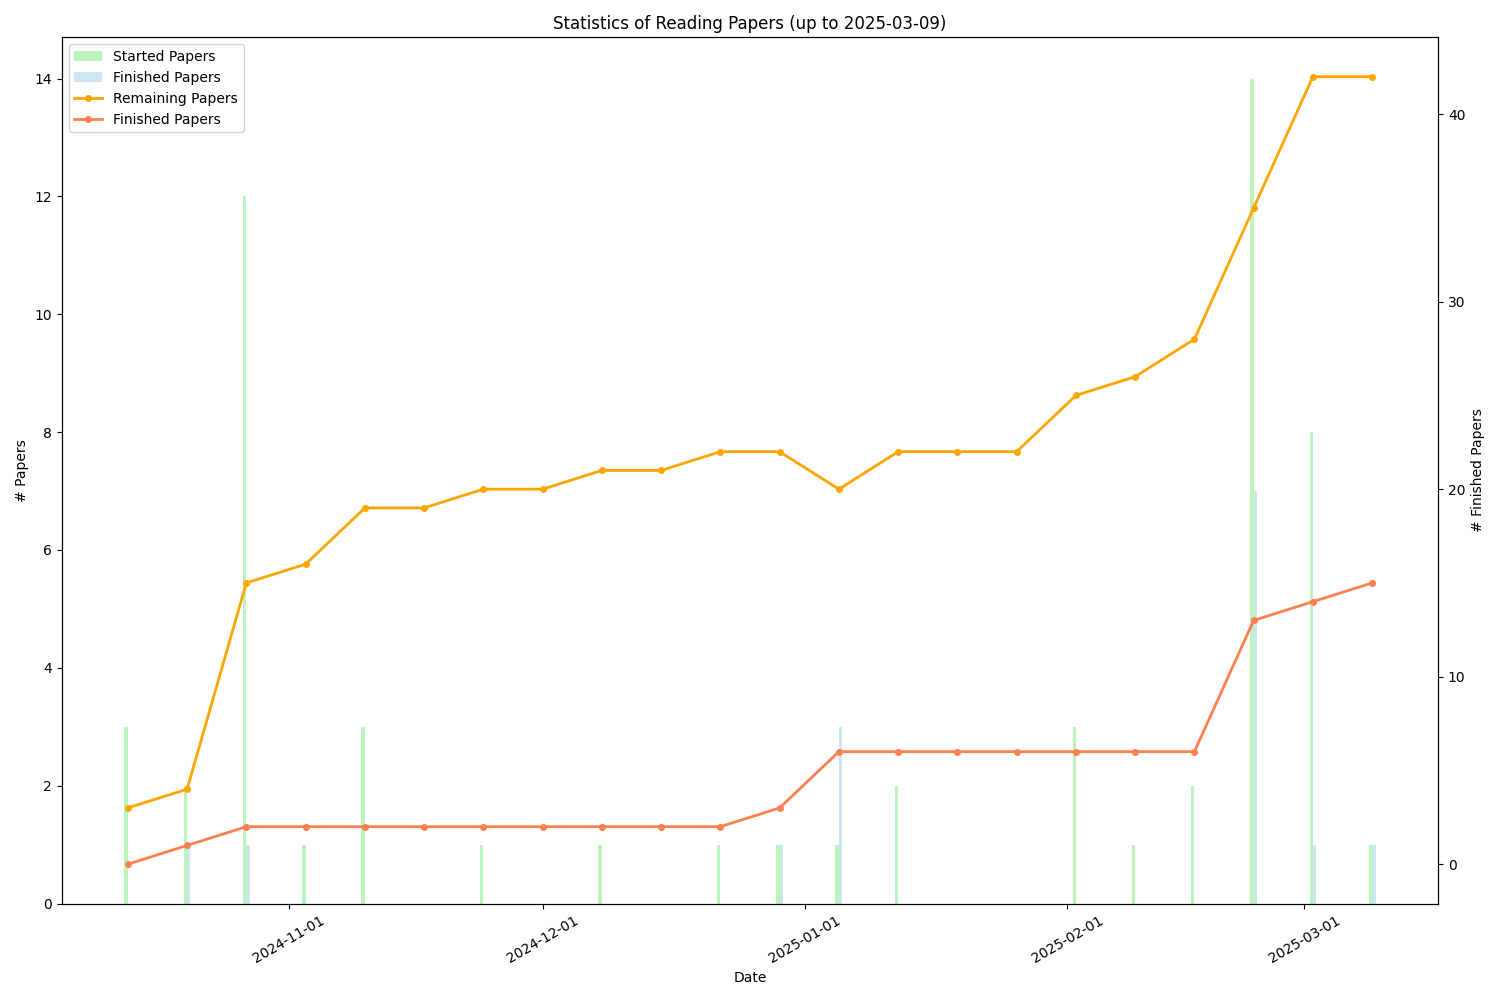 Statistics of Reading Papers (up to 2025-03-09)
Started Papers
Finished Papers
Remaining Papers
Finished Papers
14
12
10
8
6
4
2
0
# Papers
40
30
20
10
0
# Finished Papers
2024-11-01
2024-12-01
2025-01-01
2025-02-01
2025-03-01
Date